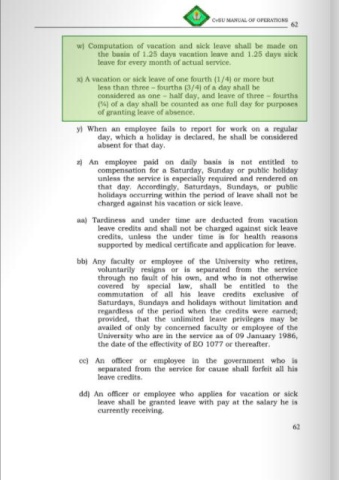 CvSU MANUAL OF OPERATIONS
62
w) Computation of vacation and sick leave shall be made on
the basis of 1.25 days vacation leave and 1.25 days sick
leave for every month of actual service.
x) A vacation or sick leave of one fourth (1/4) or more but
less than three – fourths (3/4) of a day shall be
considered as one – half day, and leave of three – fourths
(¾) of a day shall be counted as one full day for purposes
of granting leave of absence.
y) When an employee fails to report for work on a regular
day, which a holiday is declared, he shall be considered
absent for that day.
z) An employee paid on daily basis is not entitled to
compensation for a Saturday, Sunday or public holiday
unless the service is especially required and rendered on
that day. Accordingly, Saturdays, Sundays, or public
holidays occurring within the period of leave shall not be
charged against his vacation or sick leave.
aa) Tardiness and under time are deducted from vacation
leave credits and shall not be charged against sick leave
credits, unless the under time is for health reasons
supported by medical certificate and application for leave.
bb) Any faculty or employee of the University who retires,
voluntarily resigns or is separated from the service
through no fault of his own, and who is not otherwise
covered by special law, shall be entitled to the
commutation of all his leave credits exclusive of
Saturdays, Sundays and holidays without limitation and
regardless of the period when the credits were earned;
provided, that the unlimited leave privileges may be
availed of only by concerned faculty or employee of the
University who are in the service as of 09 January 1986,
the date of the effectivity of EO 1077 or thereafter.
cc) An officer or employee in the government who is
separated from the service for cause shall forfeit all his
leave credits.
dd) An officer or employee who applies for vacation or sick
leave shall be granted leave with pay at the salary he is
currently receiving.
62